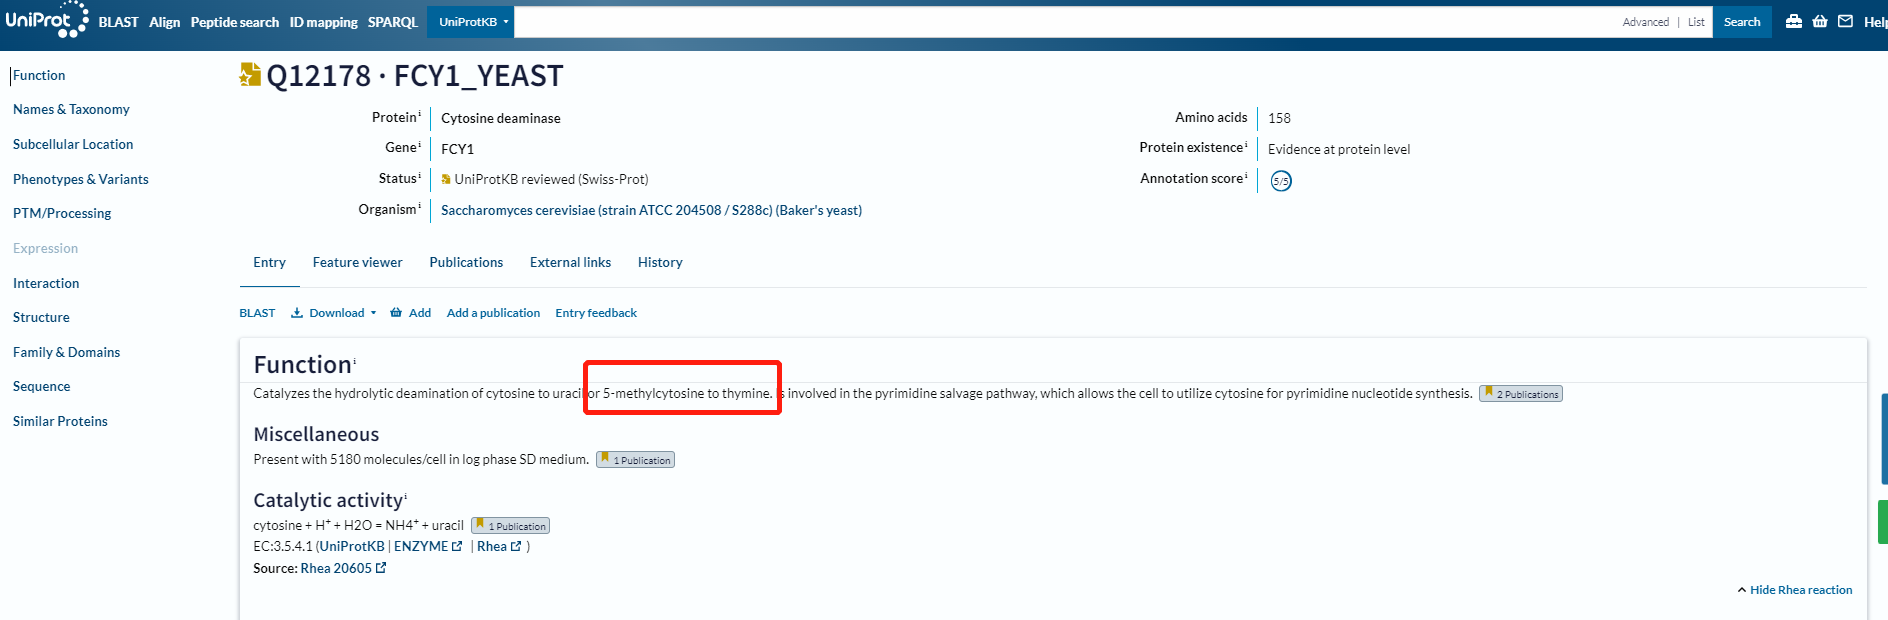 UniProt BLAST Align Peptide search ID mapping SPARQL UniProtKB Advanced | List Search Help
Function
Names & Taxonomy
Subcellular Location
Phenotypes & Variants
PTM/Processing
Expression
Interaction
Structure
Family & Domains
Sequence
Similar Proteins
Q12178 · FCY1_YEAST
Protein i Cytosine deaminase
Gene i FCY1
Status i UniProtKB reviewed (Swiss-Prot)
Organism i Saccharomyces cerevisiae (strain ATCC 204508 / S288c) (Baker's yeast)
Amino acids 158
Protein existence i Evidence at protein level
Annotation score i 5/5
Entry Feature viewer Publications External links History
BLAST Download Add Add a publication Entry feedback
Function i
Catalyzes the hydrolytic deamination of cytosine to uracil or 5-methylcytosine to thymine. is involved in the pyrimidine salvage pathway, which allows the cell to utilize cytosine for pyrimidine nucleotide synthesis. 2 Publications
Miscellaneous
Present with 5180 molecules/cell in log phase SD medium. 1 Publication
Catalytic activity i
cytosine + H⁺ + H2O = NH4⁺ + uracil 1 Publication
EC:3.5.4.1 (UniProtKB | ENZYME | Rhea )
Source: Rhea 20605
Hide Rhea reaction